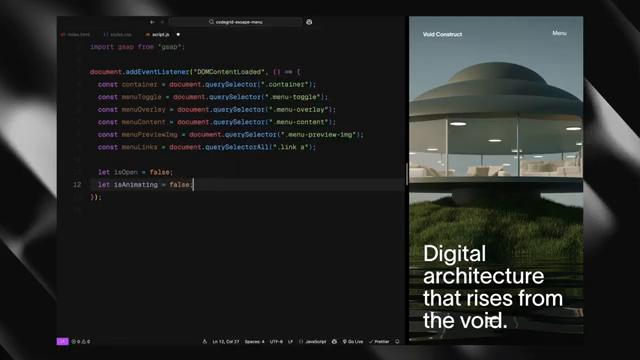 codegrid-escape-menu
index.html
styles.css
script.js
import gsap from "gsap";
document.addEventListener("DOMContentLoaded", () => {
const container = document.querySelector(".container");
const menuToggle = document.querySelector(".menu-toggle");
const menuOverlay = document.querySelector(".menu-overlay");
const menuContent = document.querySelector(".menu-content");
const menuPreviewImg = document.querySelector(".menu-preview-img");
const menuLinks = document.querySelectorAll(".link a");
let isOpen = false;
12 let isAnimating = false;
});
0 0
Ln 12, Col 27 Spaces: 4 UTF-8 LF {} JavaScript Go Live Prettier
Void Construct
Menu
Digital
architecture
that rises from
the void.